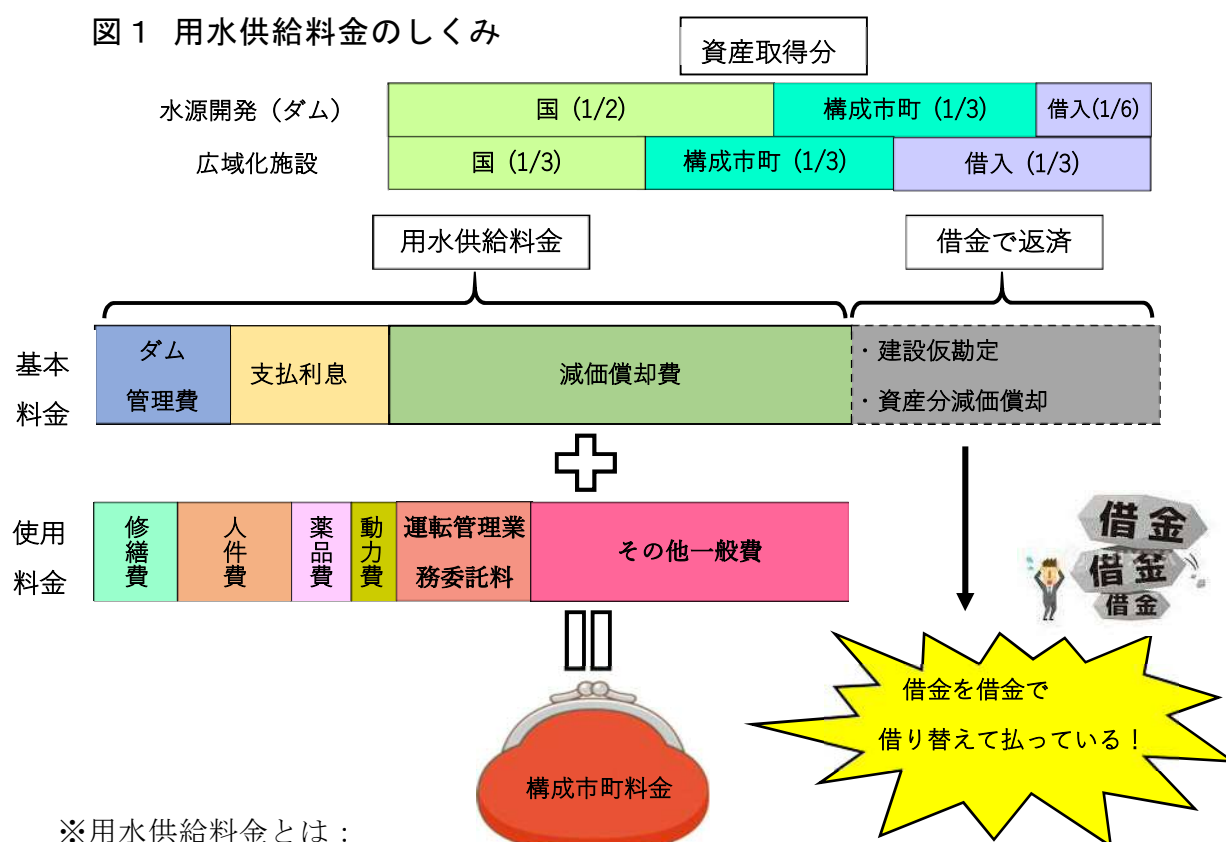 図1 用水供給料金のしくみ
資産取得分
水源開発（ダム）
国 (1/2)
構成市町 (1/3)
借入(1/6)
広域化施設
国 (1/3)
構成市町 (1/3)
借入 (1/3)
用水供給料金
借金で返済
基本
料金
ダム
管理費
支払利息
減価償却費
・建設仮勘定
・資産分減価償却
使用
料金
修繕費
人件費
薬品費
動力費
運転管理業
務委託料
その他一般費
借金
借金
借金
借金を借金で
借り替えて払っている！
構成市町料金
※用水供給料金とは：